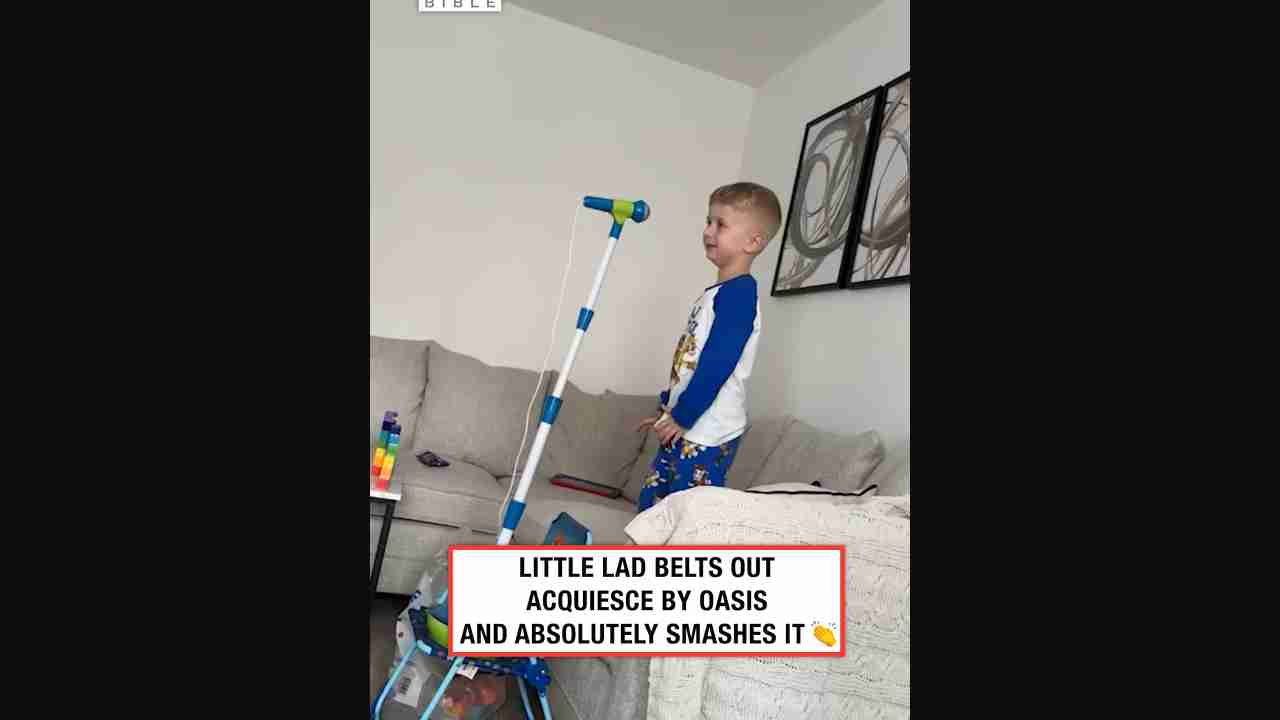 BIBLE
LITTLE LAD BELTS OUT
ACQUIESCE BY OASIS
AND ABSOLUTELY SMASHES IT 👏